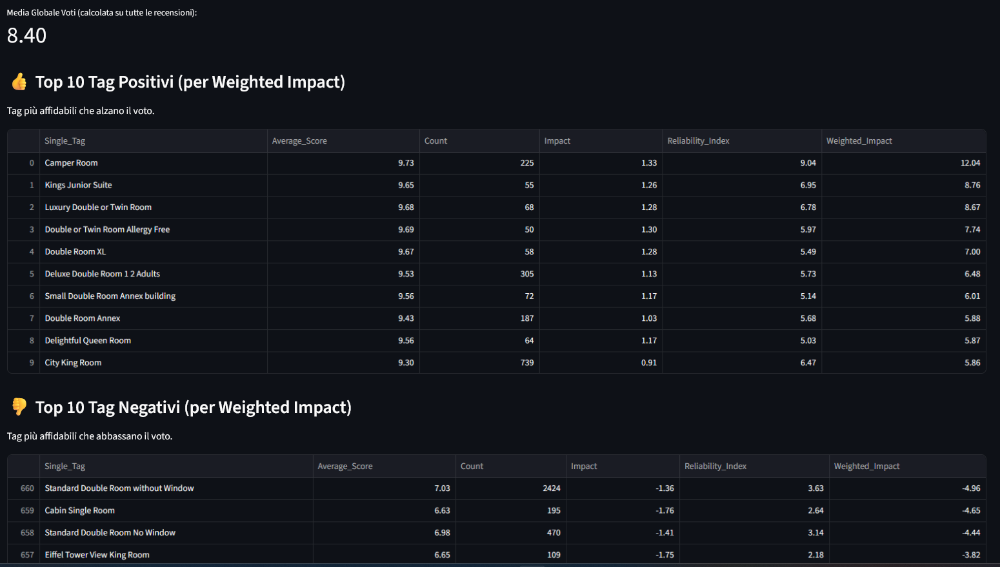 Media Globale Voti (calcolata su tutte le recensioni):
8.40
👍 Top 10 Tag Positivi (per Weighted Impact)
Tag più affidabili che alzano il voto.
Single_Tag Average_Score Count Impact Reliability_Index Weighted_Impact
0 Camper Room 9.73 225 1.33 9.04 12.04
1 Kings Junior Suite 9.65 55 1.26 6.95 8.76
2 Luxury Double or Twin Room 9.68 68 1.28 6.78 8.67
3 Double or Twin Room Allergy Free 9.69 50 1.30 5.97 7.74
4 Double Room XL 9.67 58 1.28 5.49 7.00
5 Deluxe Double Room 1 2 Adults 9.53 305 1.13 5.73 6.48
6 Small Double Room Annex building 9.56 72 1.17 5.14 6.01
7 Double Room Annex 9.43 187 1.03 5.68 5.88
8 Delightful Queen Room 9.56 64 1.17 5.03 5.87
9 City King Room 9.30 739 0.91 6.47 5.86
👎 Top 10 Tag Negativi (per Weighted Impact)
Tag più affidabili che abbassano il voto.
Single_Tag Average_Score Count Impact Reliability_Index Weighted_Impact
660 Standard Double Room without Window 7.03 2424 -1.36 3.63 -4.96
659 Cabin Single Room 6.63 195 -1.76 2.64 -4.65
658 Standard Double Room No Window 6.98 470 -1.41 3.14 -4.44
657 Eiffel Tower View King Room 6.65 109 -1.75 2.18 -3.82